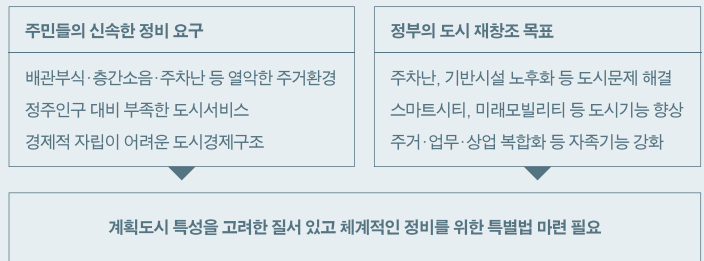 주민들의 신속한 정비 요구
배관부식·층간소음·주차난 등 열악한 주거환경
정주인구 대비 부족한 도시서비스
경제적 자립이 어려운 도시경제구조
정부의 도시 재창조 목표
주차난, 기반시설 노후화 등 도시문제 해결
스마트시티, 미래모빌리티 등 도시기능 향상
주거·업무·상업 복합화 등 자족기능 강화
계획도시 특성을 고려한 질서 있고 체계적인 정비를 위한 특별법 마련 필요